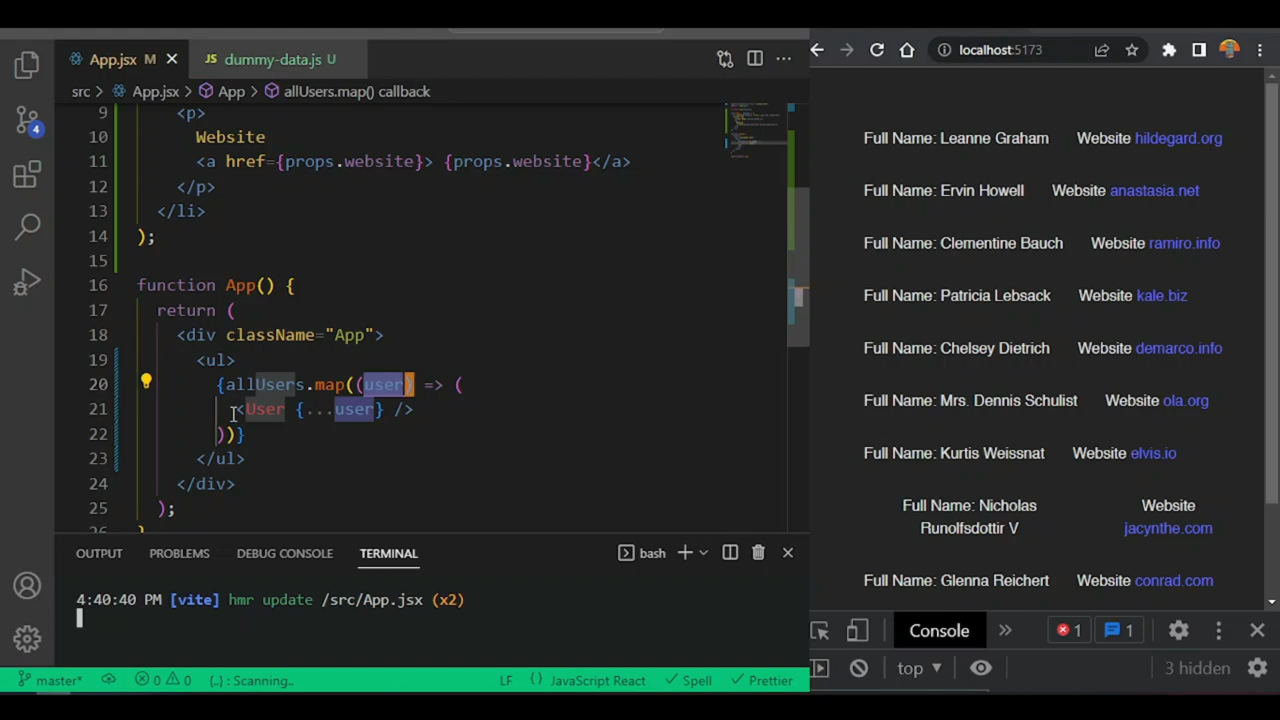 App.jsx M
JS dummy-data.js U
src > App.jsx > App > allUsers.map() callback
9 <p>
10 Website
11 <a href={props.website}> {props.website}</a>
12 </p>
13 </li>
14 );
15
16 function App() {
17 return (
18 <div className="App">
19 <ul>
20 {allUsers.map((user) => (
21 <User {...user} />
22 ))}
23 </ul>
24 </div>
25 );
26 }
4
OUTPUT PROBLEMS DEBUG CONSOLE TERMINAL
bash
4:40:40 PM [vite] hmr update /src/App.jsx (x2)
master* 0 0 {..} : Scanning.. LF {} JavaScript React Spell Prettier
localhost:5173
Full Name: Leanne Graham Website hildegard.org
Full Name: Ervin Howell Website anastasia.net
Full Name: Clementine Bauch Website ramiro.info
Full Name: Patricia Lebsack Website kale.biz
Full Name: Chelsey Dietrich Website demarco.info
Full Name: Mrs. Dennis Schulist Website ola.org
Full Name: Kurtis Weissnat Website elvis.io
Full Name: Nicholas Website
Runolfsdottir V jacynthe.com
Full Name: Glenna Reichert Website conrad.com
Console » 1 1
top 3 hidden